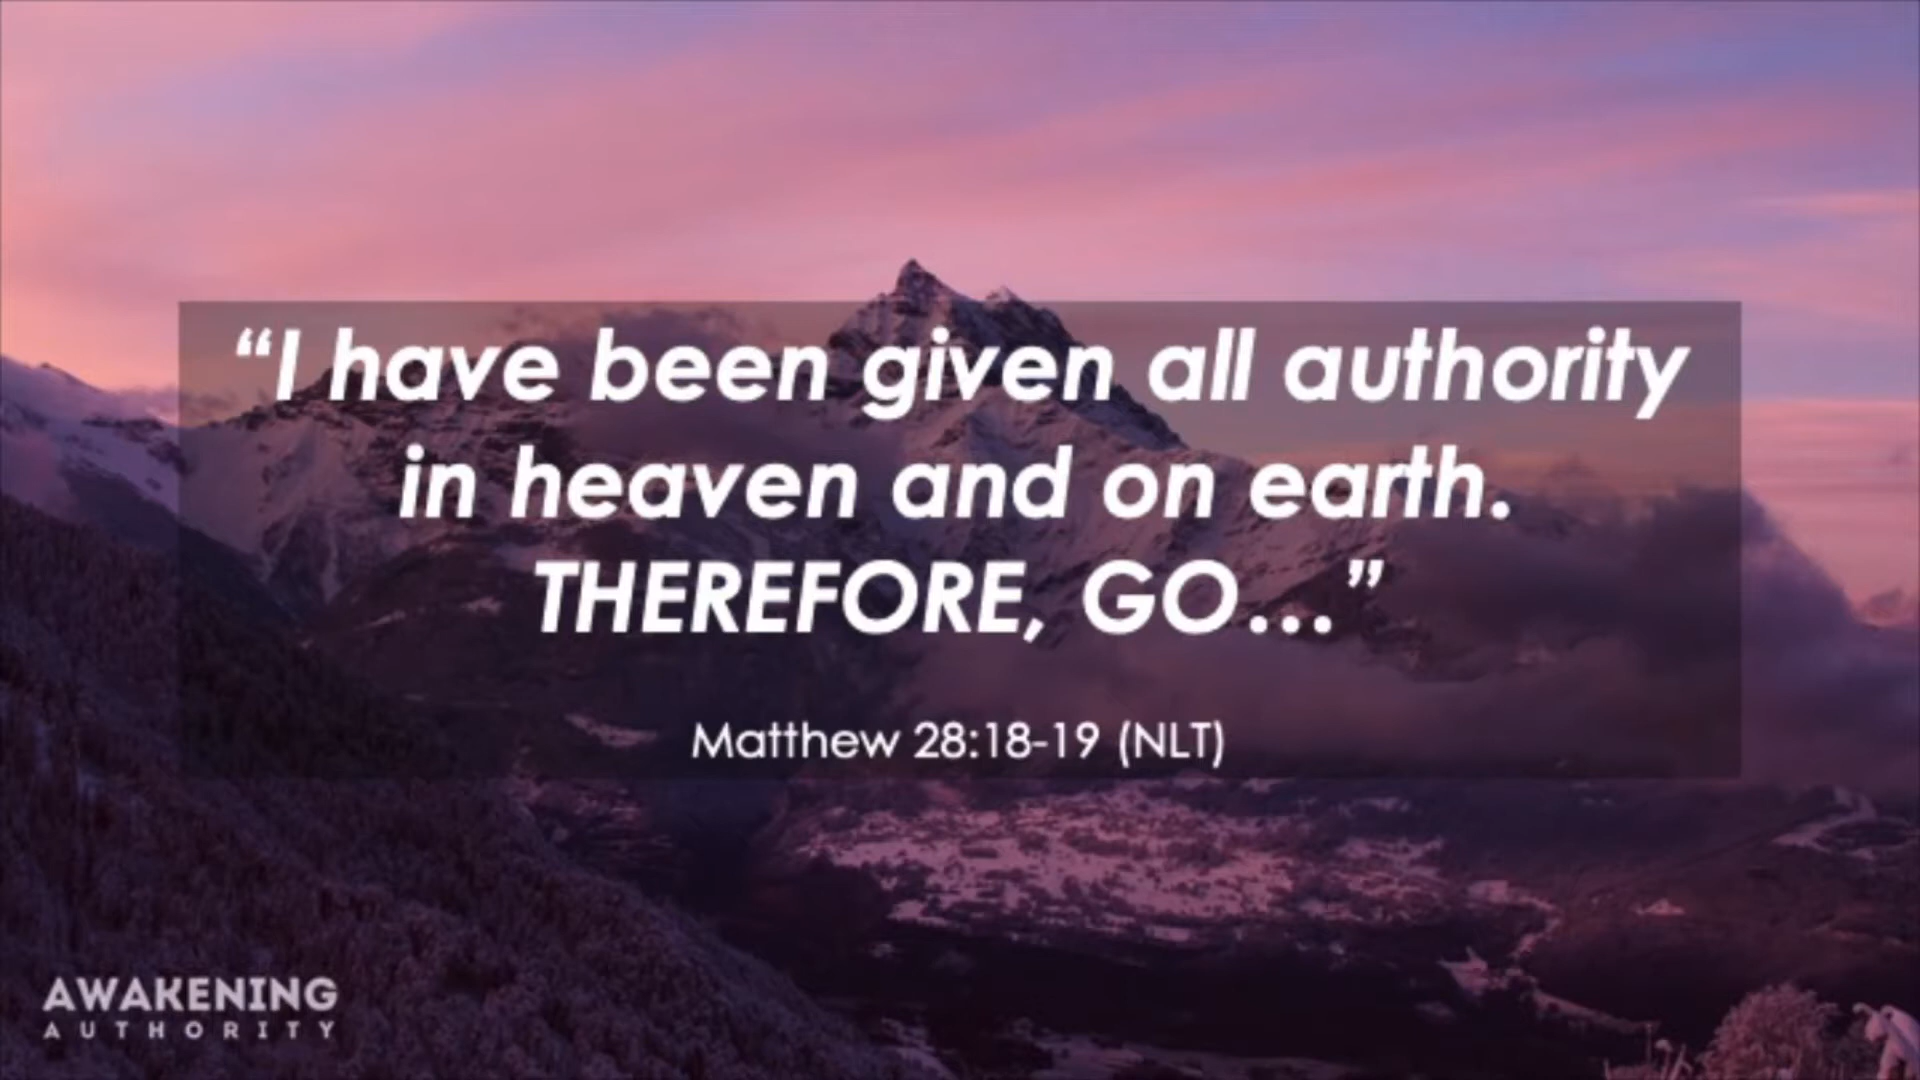 “I have been given all authority
in heaven and on earth.
THEREFORE, GO...”
Matthew 28:18-19 (NLT)
AWAKENING
AUTHORITY